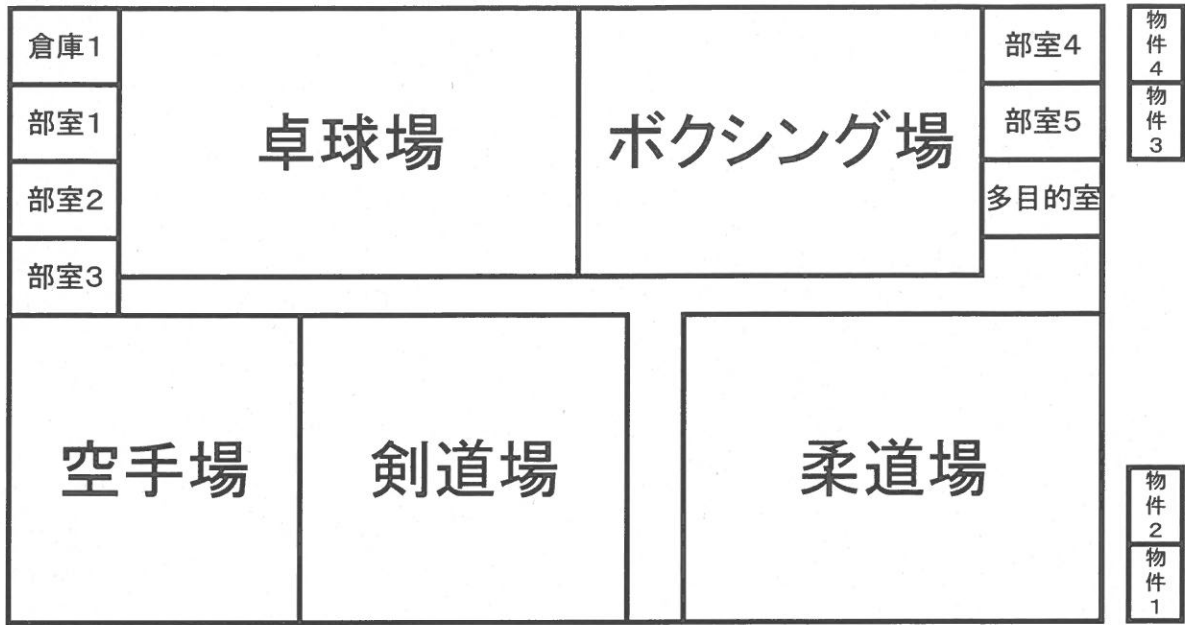 倉庫1
部室1
部室2
部室3
卓球場
ボクシング場
部室4
部室5
多目的室
空手場
剣道場
柔道場
物件4
物件3
物件2
物件1